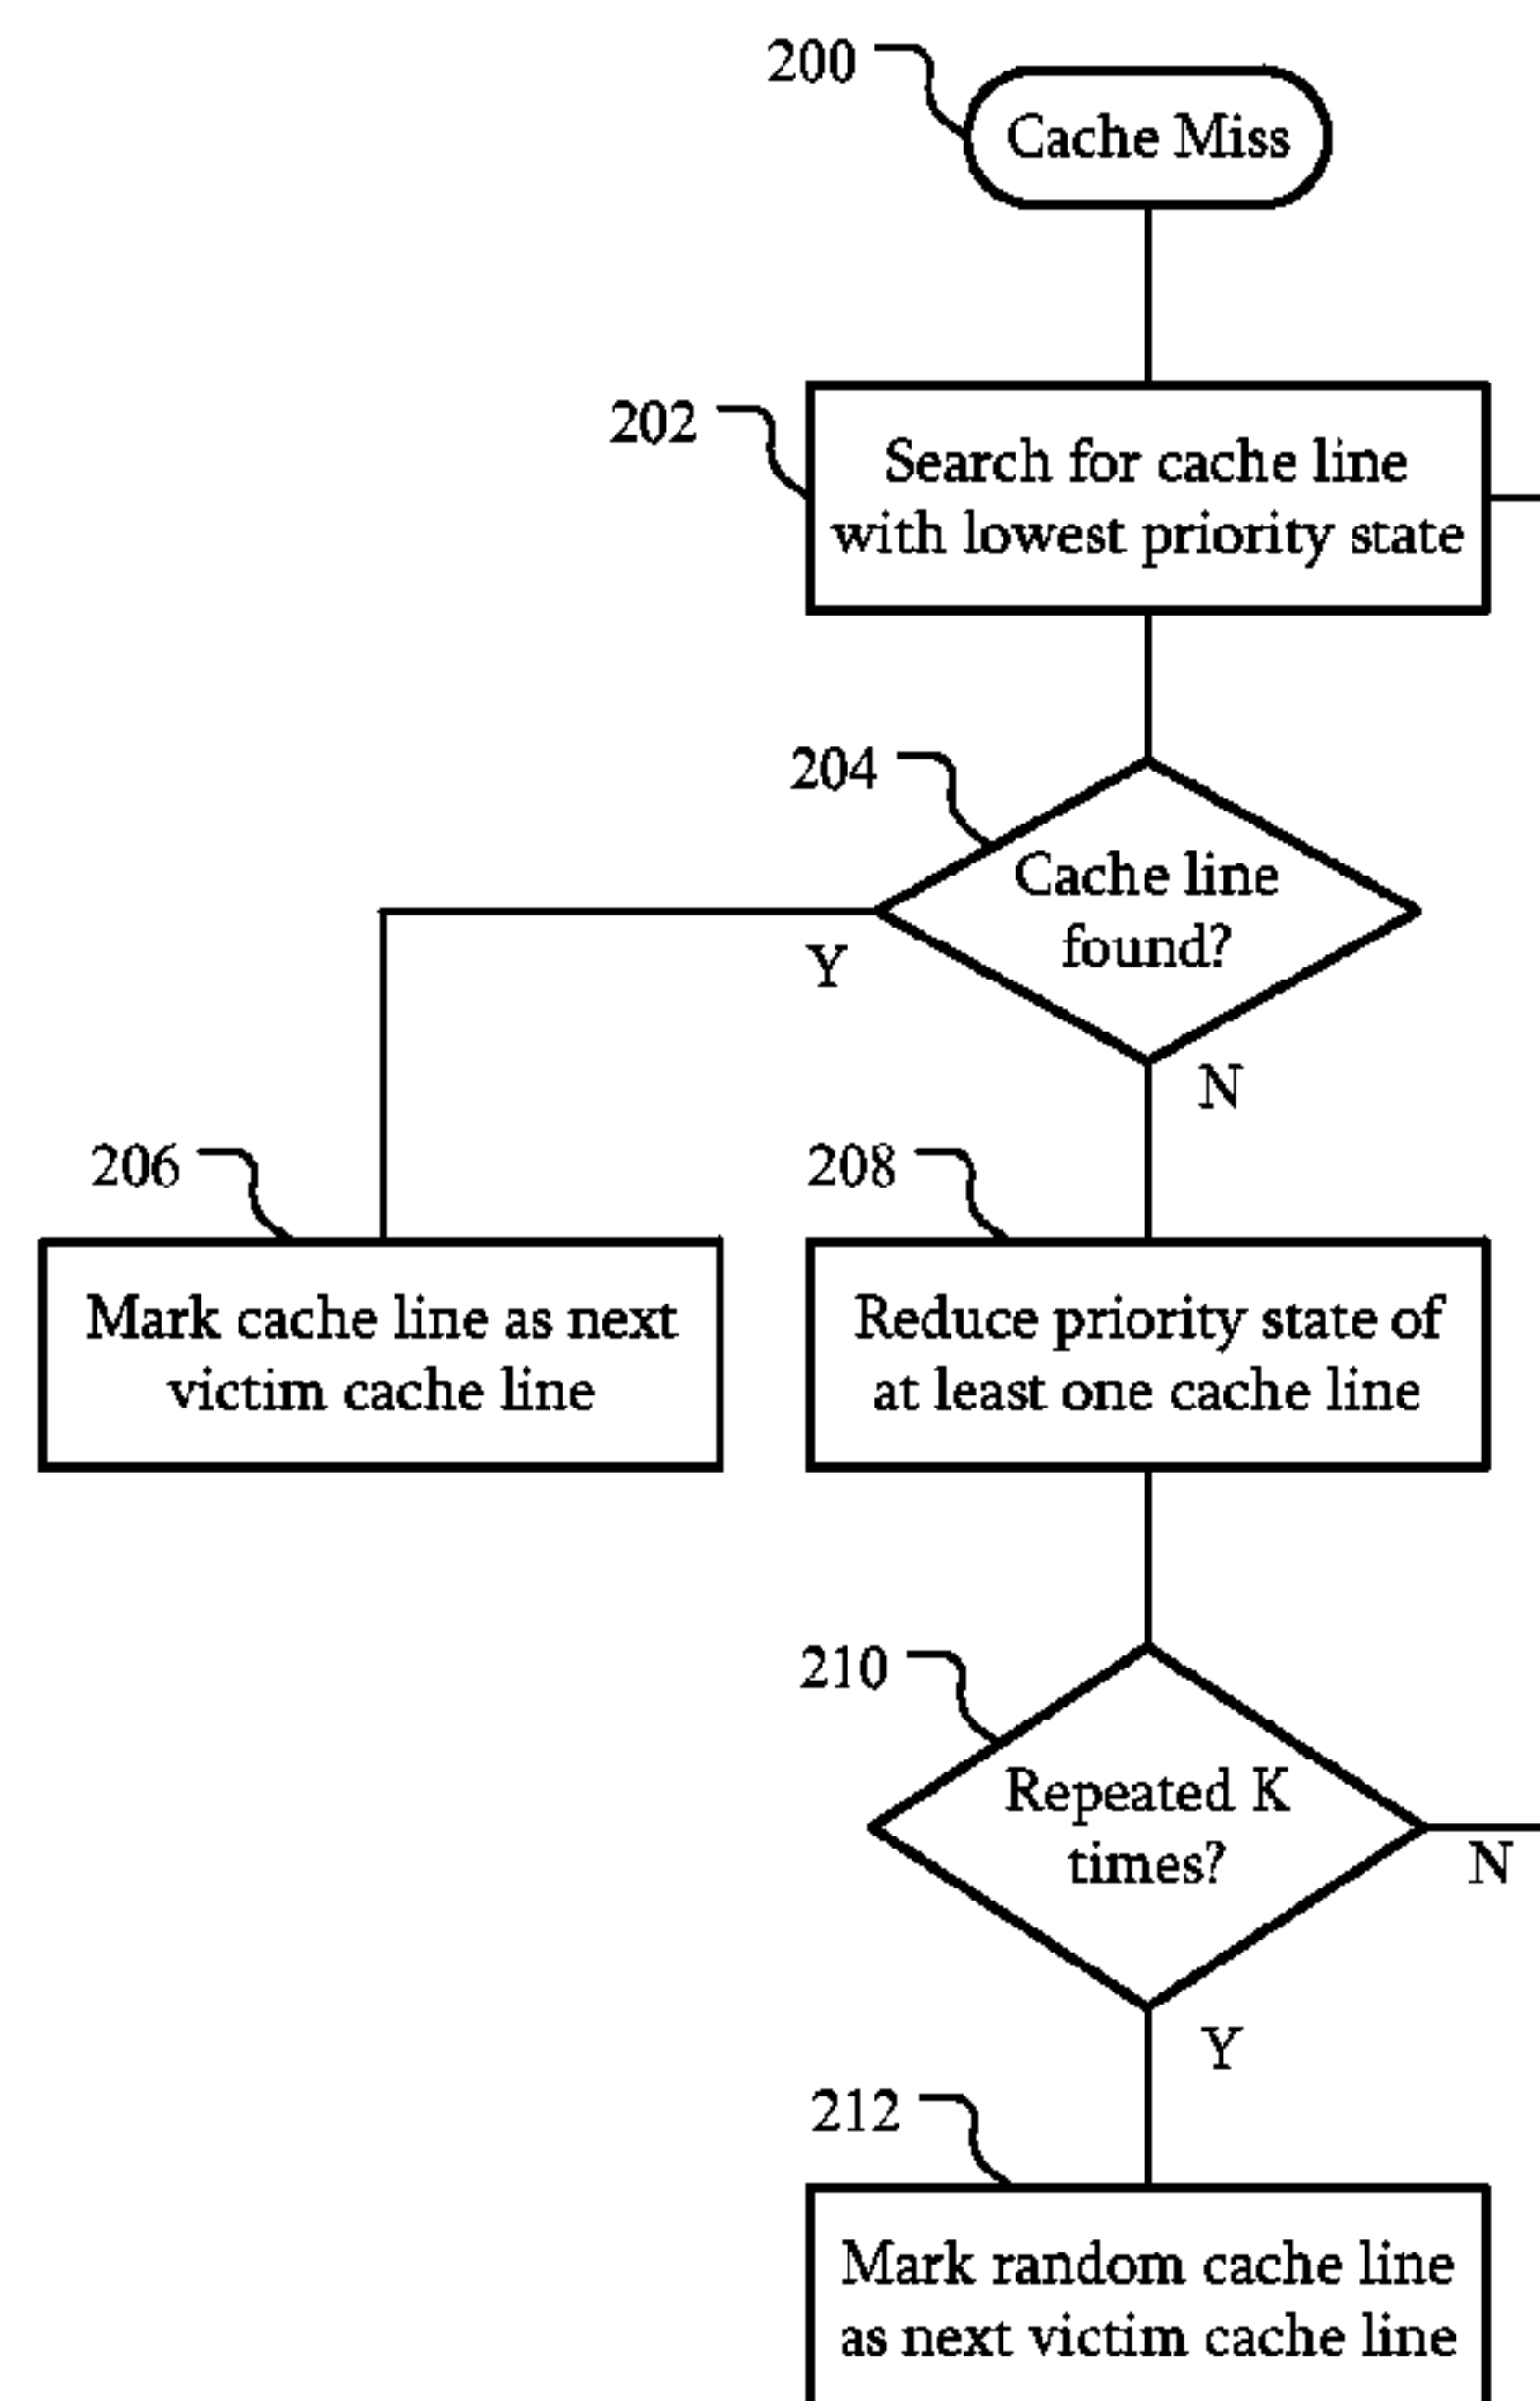 200
Cache Miss
202
Search for cache line
with lowest priority state
204
Cache line
found?
Y
N
206
Mark cache line as next
victim cache line
208
Reduce priority state of
at least one cache line
210
Repeated K
times?
N
Y
212
Mark random cache line
as next victim cache line